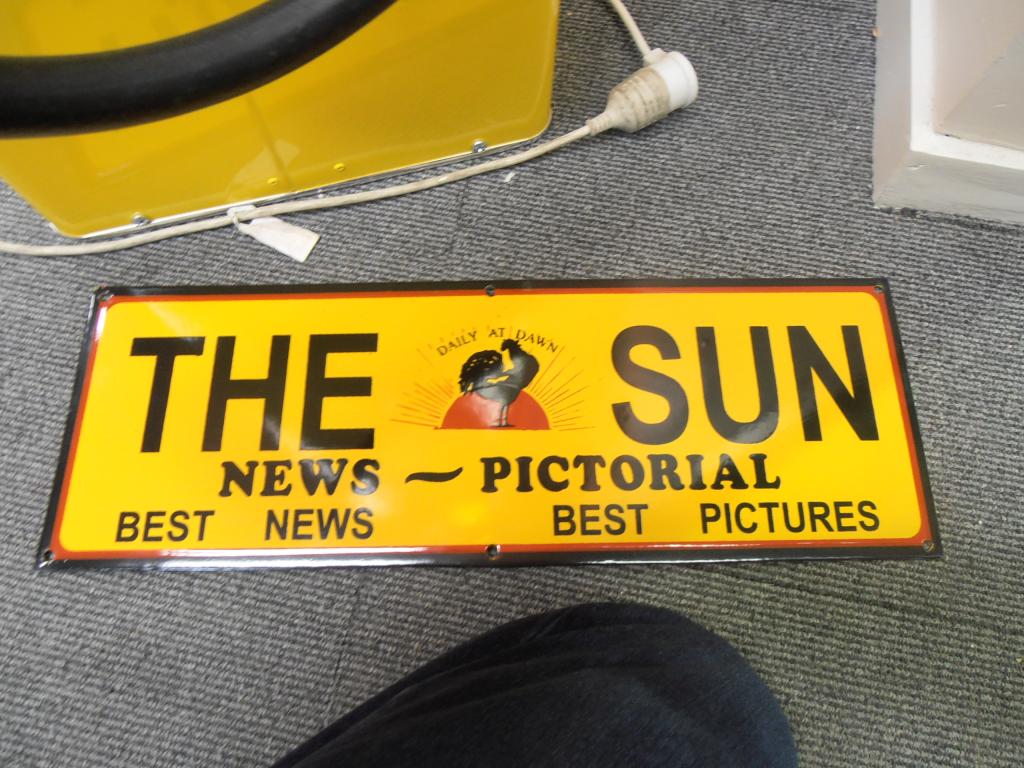 DAILY AT DAWN
THE SUN
NEWS ~ PICTORIAL
BEST NEWS BEST PICTURES